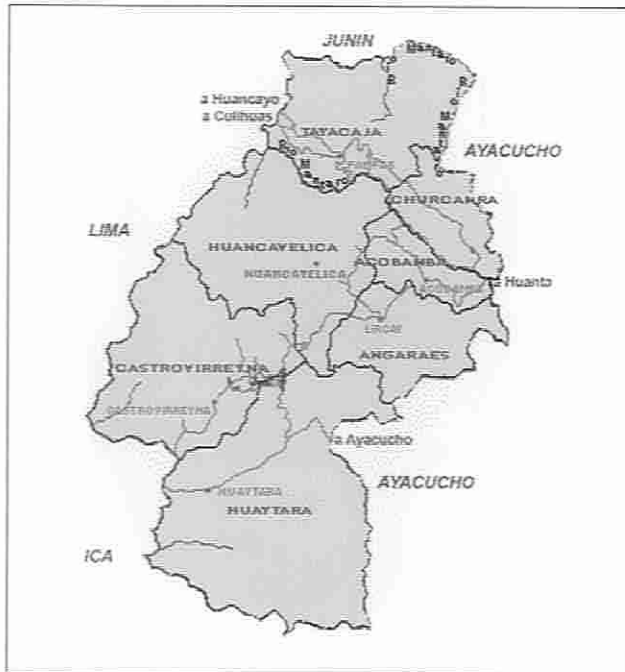 JUNIN
a Huancayo
a Colihuas
TAYACAJA
AYACUCHO
CHURCAMPA
LIMA
HUANCAVELICA
ACOBAMBA
HUANCAVELICA
ACOBAMBA
a Huanta
LIRCAY
ANGARAES
CASTROVIRREYNA
CASTROVIRREYNA
a Ayacucho
AYACUCHO
HUAYTARA
HUAYTARA
ICA